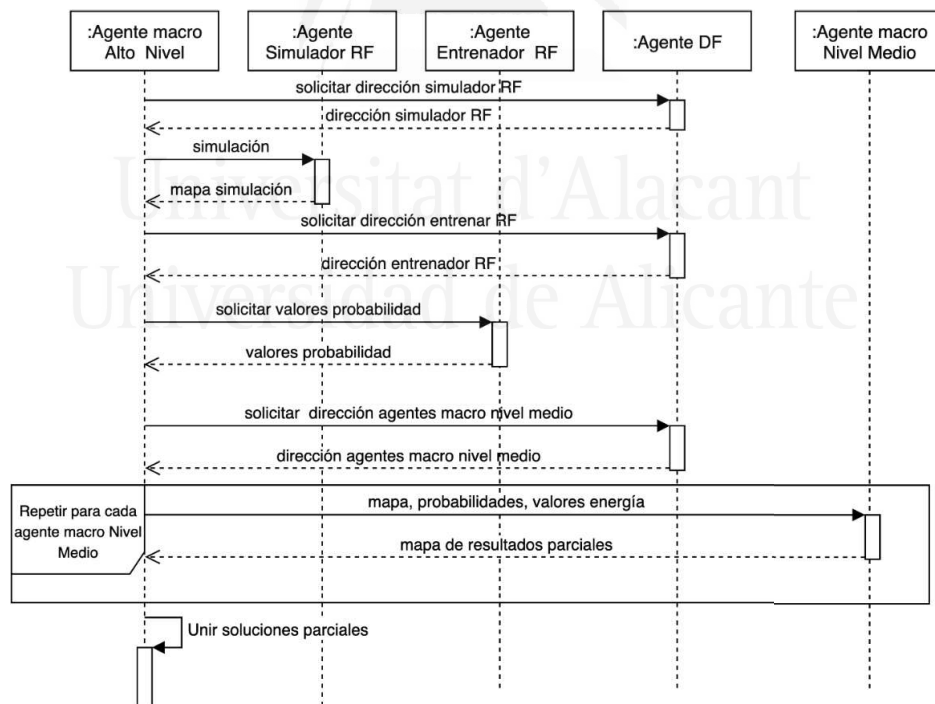 :Agente macro
Alto Nivel
:Agente
Simulador RF
:Agente
Entrenador RF
:Agente DF
:Agente macro
Nivel Medio
solicitar dirección simulador RF
dirección simulador RF
simulación
mapa simulación
Universitat d'Alacant
solicitar dirección entrenar RF
dirección entrenador RF
Universidad de Alicante
solicitar valores probabilidad
valores probabilidad
solicitar dirección agentes macro nivel medio
dirección agentes macro nivel medio
Repetir para cada
agente macro Nivel
Medio
mapa, probabilidades, valores energía
mapa de resultados parciales
Unir soluciones parciales